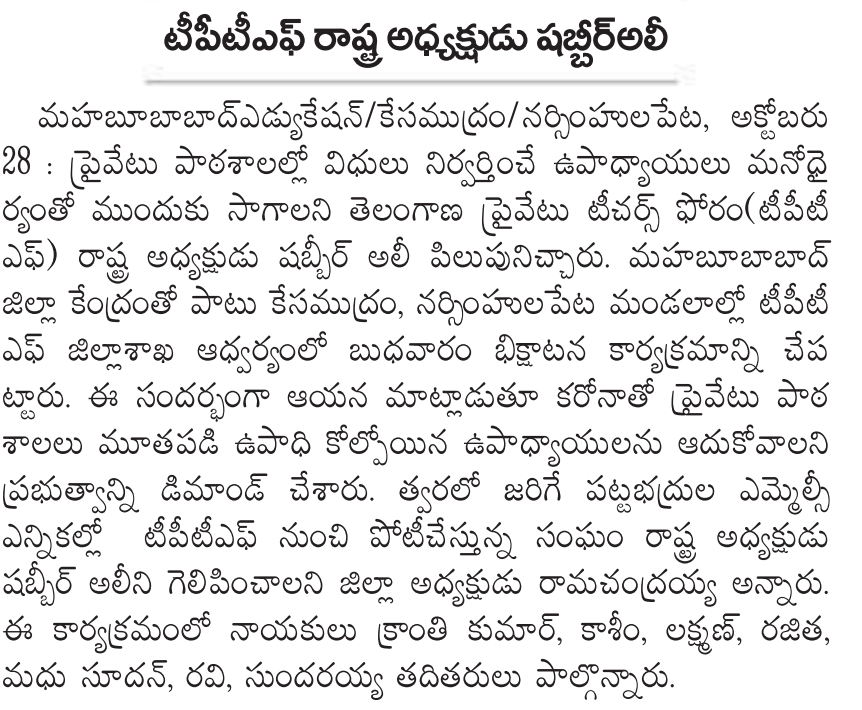 టీపీటీఎఫ్ రాష్ట్ర అధ్యక్షుడు షబ్బీర్అలీ
మహబూబాబాద్ఎడ్యుకేషన్/కేసముద్రం/నర్సింహులపేట, అక్టోబరు
28 : ప్రైవేటు పాఠశాలల్లో విధులు నిర్వర్తించే ఉపాధ్యాయులు మనోధై
ర్యంతో ముందుకు సాగాలని తెలంగాణ ప్రైవేటు టీచర్స్ ఫోరం(టీపీటీ
ఎఫ్) రాష్ట్ర అధ్యక్షుడు షబ్బీర్ అలీ పిలుపునిచ్చారు. మహబూబాబాద్
జిల్లా కేంద్రంతో పాటు కేసముద్రం, నర్సింహులపేట మండలాల్లో టీపీటీ
ఎఫ్ జిల్లాశాఖ ఆధ్వర్యంలో బుధవారం భిక్షాటన కార్యక్రమాన్ని చేప
ట్టారు. ఈ సందర్భంగా ఆయన మాట్లాడుతూ కరోనాతో ప్రైవేటు పాఠ
శాలలు మూతపడి ఉపాధి కోల్పోయిన ఉపాధ్యాయులను ఆదుకోవాలని
ప్రభుత్వాన్ని డిమాండ్ చేశారు. త్వరలో జరిగే పట్టభద్రుల ఎమ్మెల్సీ
ఎన్నికల్లో టీపీటీఎఫ్ నుంచి పోటీచేస్తున్న సంఘం రాష్ట్ర అధ్యక్షుడు
షబ్బీర్ అలీని గెలిపించాలని జిల్లా అధ్యక్షుడు రామచంద్రయ్య అన్నారు.
ఈ కార్యక్రమంలో నాయకులు క్రాంతి కుమార్, కాశీం, లక్ష్మణ్, రజిత,
మధు సూదన్, రవి, సుందరయ్య తదితరులు పాల్గొన్నారు.